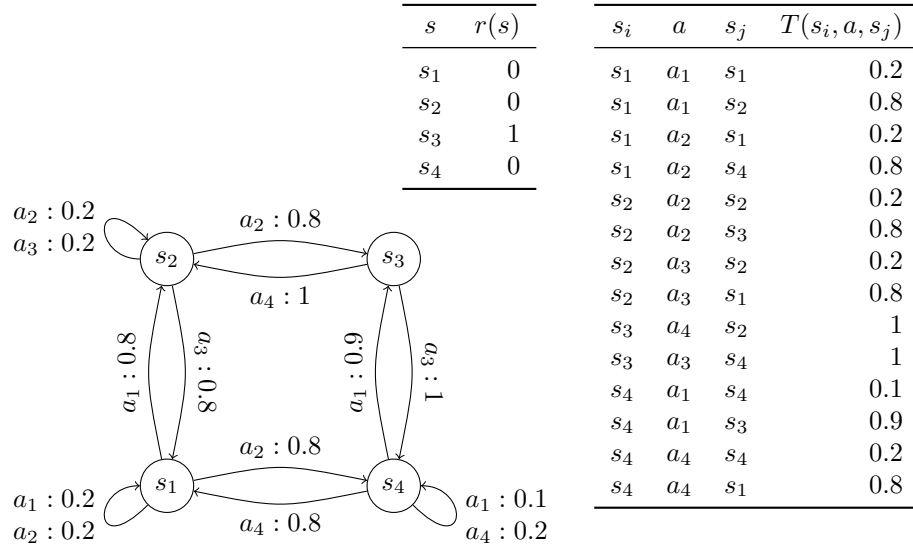 s r(s)
s₁ 0
s₂ 0
s₃ 1
s₄ 0
sᵢ a sⱼ T(sᵢ, a, sⱼ)
s₁ a₁ s₁ 0.2
s₁ a₁ s₂ 0.8
s₁ a₂ s₁ 0.2
s₁ a₂ s₄ 0.8
s₂ a₂ s₂ 0.2
s₂ a₂ s₃ 0.8
s₂ a₃ s₂ 0.2
s₂ a₃ s₁ 0.8
s₃ a₄ s₂ 1
s₃ a₃ s₄ 1
s₄ a₁ s₄ 0.1
s₄ a₁ s₃ 0.9
s₄ a₄ s₄ 0.2
s₄ a₄ s₁ 0.8
a₂ : 0.2
a₃ : 0.2
a₂ : 0.8
s₂
s₃
a₄ : 1
a₁ : 0.8
a₃ : 0.8
a₁ : 0.9
a₃ : 1
a₂ : 0.8
s₁
s₄
a₁ : 0.2
a₂ : 0.2
a₄ : 0.8
a₁ : 0.1
a₄ : 0.2